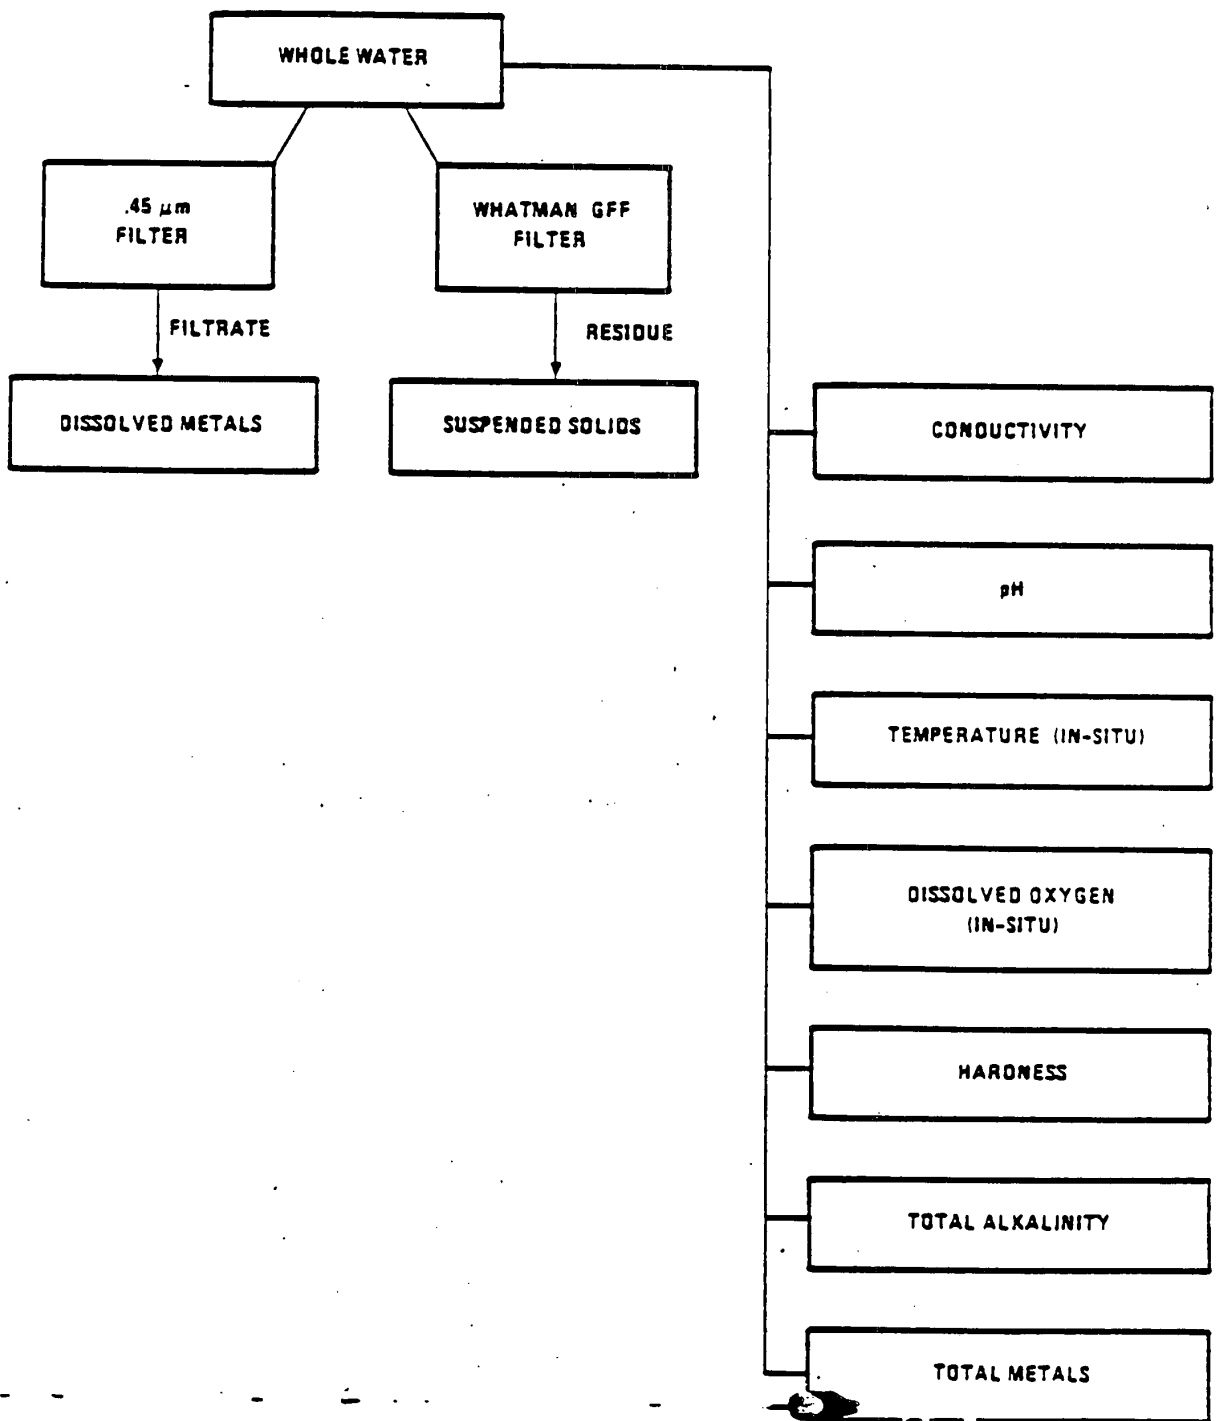 WHOLE WATER
.45 µm
FILTER
WHATMAN GFF
FILTER
FILTRATE
RESIDUE
DISSOLVED METALS
SUSPENDED SOLIDS
CONDUCTIVITY
pH
TEMPERATURE (IN-SITU)
DISSOLVED OXYGEN
(IN-SITU)
HARDNESS
TOTAL ALKALINITY
TOTAL METALS